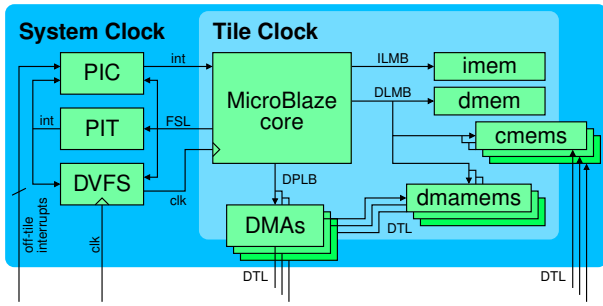 System Clock
Tile Clock
PIC
int
ILMB
imem
MicroBlaze
core
DLMB
dmem
int
PIT
FSL
cmems
DVFS
clk
DPLB
dmamems
off-tile
interrupts
clk
DMAs
DTL
DTL
DTL